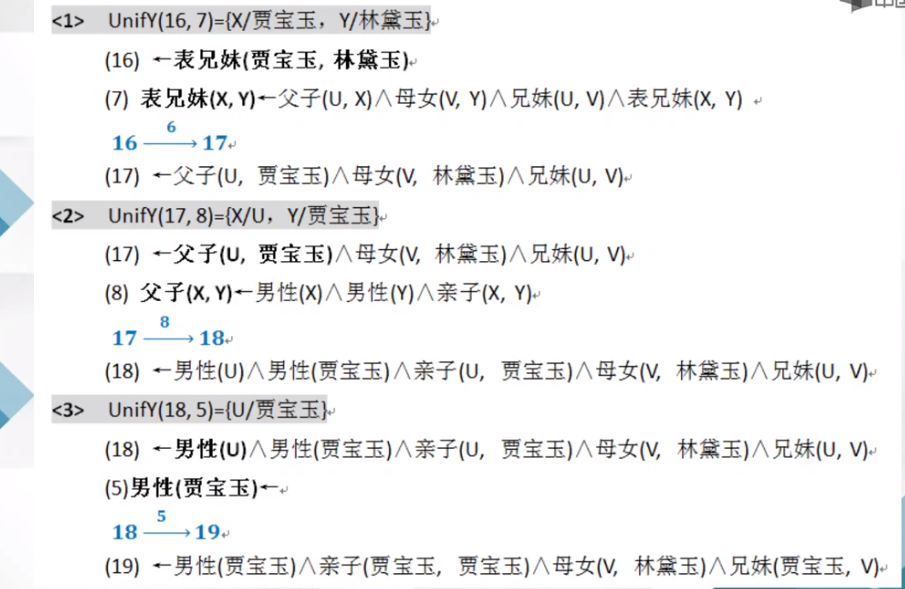 <1> UnifY(16, 7)={X/贾宝玉，Y/林黛玉}
(16) ←表兄妹(贾宝玉, 林黛玉)
(7) 表兄妹(X, Y)←父子(U, X)∧母女(V, Y)∧兄妹(U, V)∧表兄妹(X, Y)
6
16 → 17
(17) ←父子(U, 贾宝玉)∧母女(V, 林黛玉)∧兄妹(U, V)
<2> UnifY(17, 8)={X/U，Y/贾宝玉}
(17) ←父子(U, 贾宝玉)∧母女(V, 林黛玉)∧兄妹(U, V)
(8) 父子(X, Y)←男性(X)∧男性(Y)∧亲子(X, Y)
8
17 → 18
(18) ←男性(U)∧男性(贾宝玉)∧亲子(U, 贾宝玉)∧母女(V, 林黛玉)∧兄妹(U, V)
<3> UnifY(18, 5)={U/贾宝玉}
(18) ←男性(U)∧男性(贾宝玉)∧亲子(U, 贾宝玉)∧母女(V, 林黛玉)∧兄妹(U, V)
(5)男性(贾宝玉)←
5
18 → 19
(19) ←男性(贾宝玉)∧亲子(贾宝玉, 贾宝玉)∧母女(V, 林黛玉)∧兄妹(贾宝玉, V)